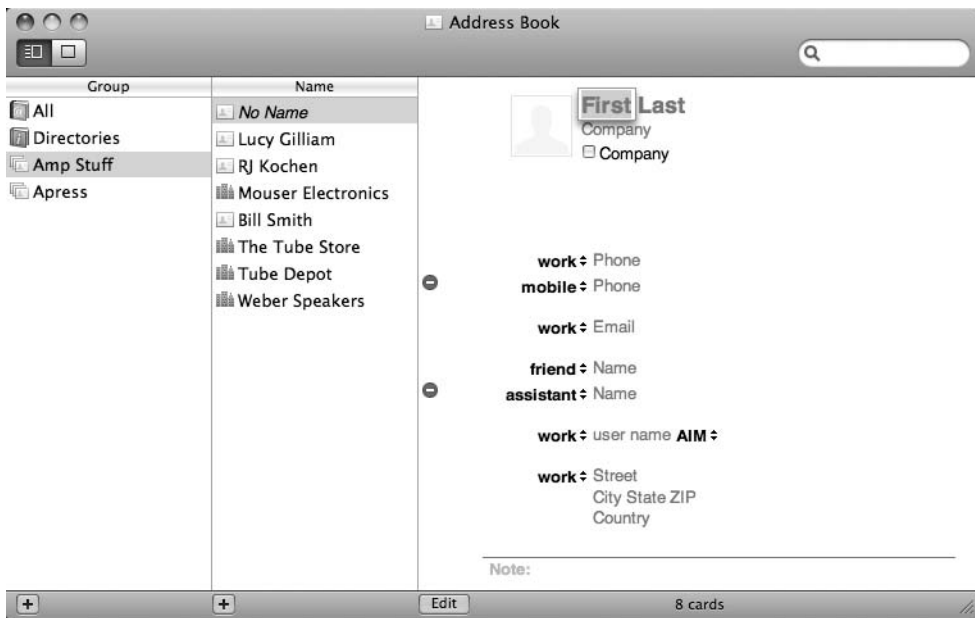 Address Book
Group
All
Directories
Amp Stuff
Apress
Name
No Name
Lucy Gilliam
RJ Kochen
Mouser Electronics
Bill Smith
The Tube Store
Tube Depot
Weber Speakers
First Last
Company
Company
work Phone
mobile Phone
work Email
friend Name
assistant Name
work user name AIM
work Street
City State ZIP
Country
Note:
Edit
8 cards